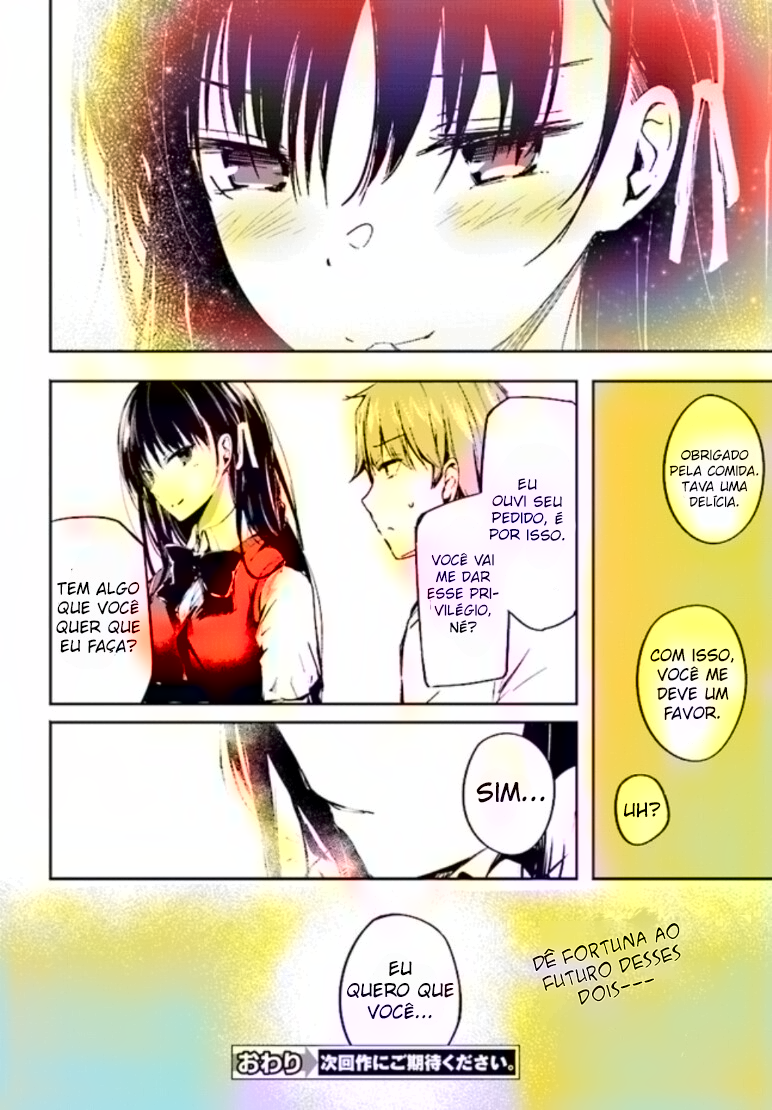 OBRIGADO
PELA COMIDA.
TAVA UMA
DELÍCIA.
COM ISSO,
VOCÊ ME
DEVE UM
FAVOR.
UH?
EU
OUVI SEU
PEDIDO, É
POR ISSO.
VOCÊ VAI
ME DAR
ESSE PRI-
VILÉGIO,
NÉ?
TEM ALGO
QUE VOCÊ
QUER QUE
EU FAÇA?
SIM...
EU
QUERO QUE
VOCÊ...
DÊ FORTUNA AO
FUTURO DESSES
DOIS---
おわり 次回作にご期待ください。